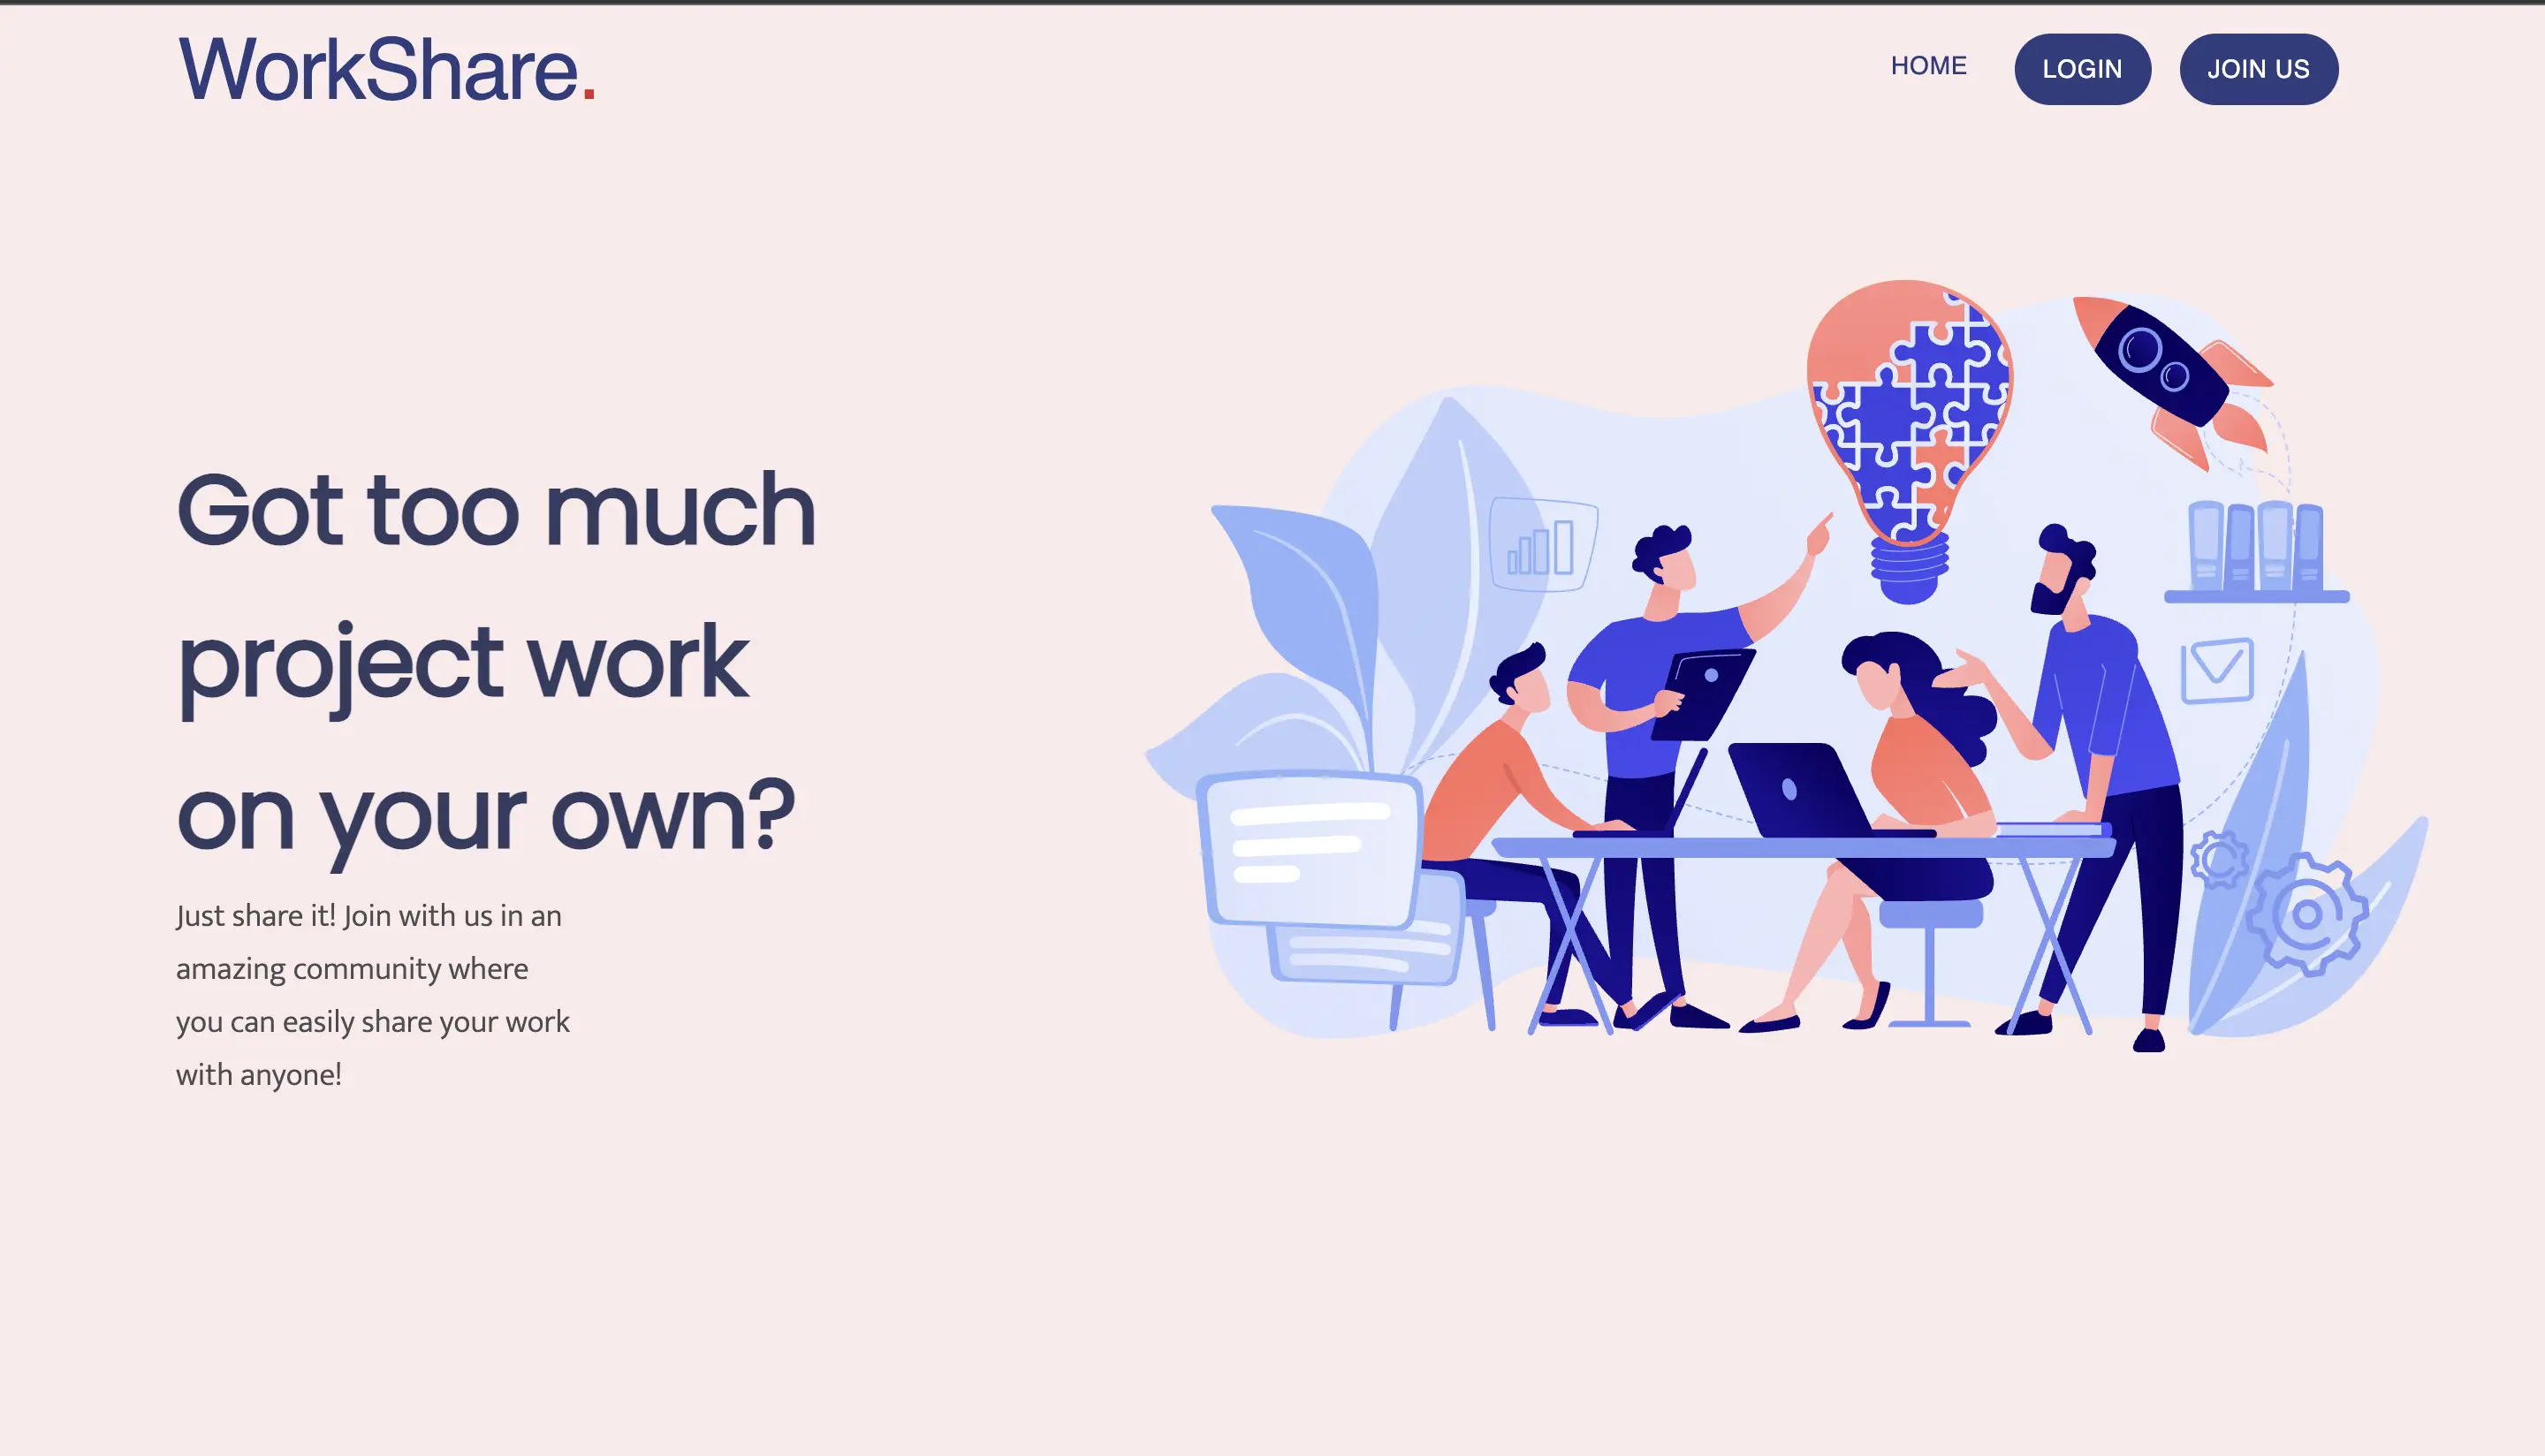 WorkShare.
HOME
LOGIN
JOIN US
Got too much
project work
on your own?
Just share it! Join with us in an
amazing community where
you can easily share your work
with anyone!